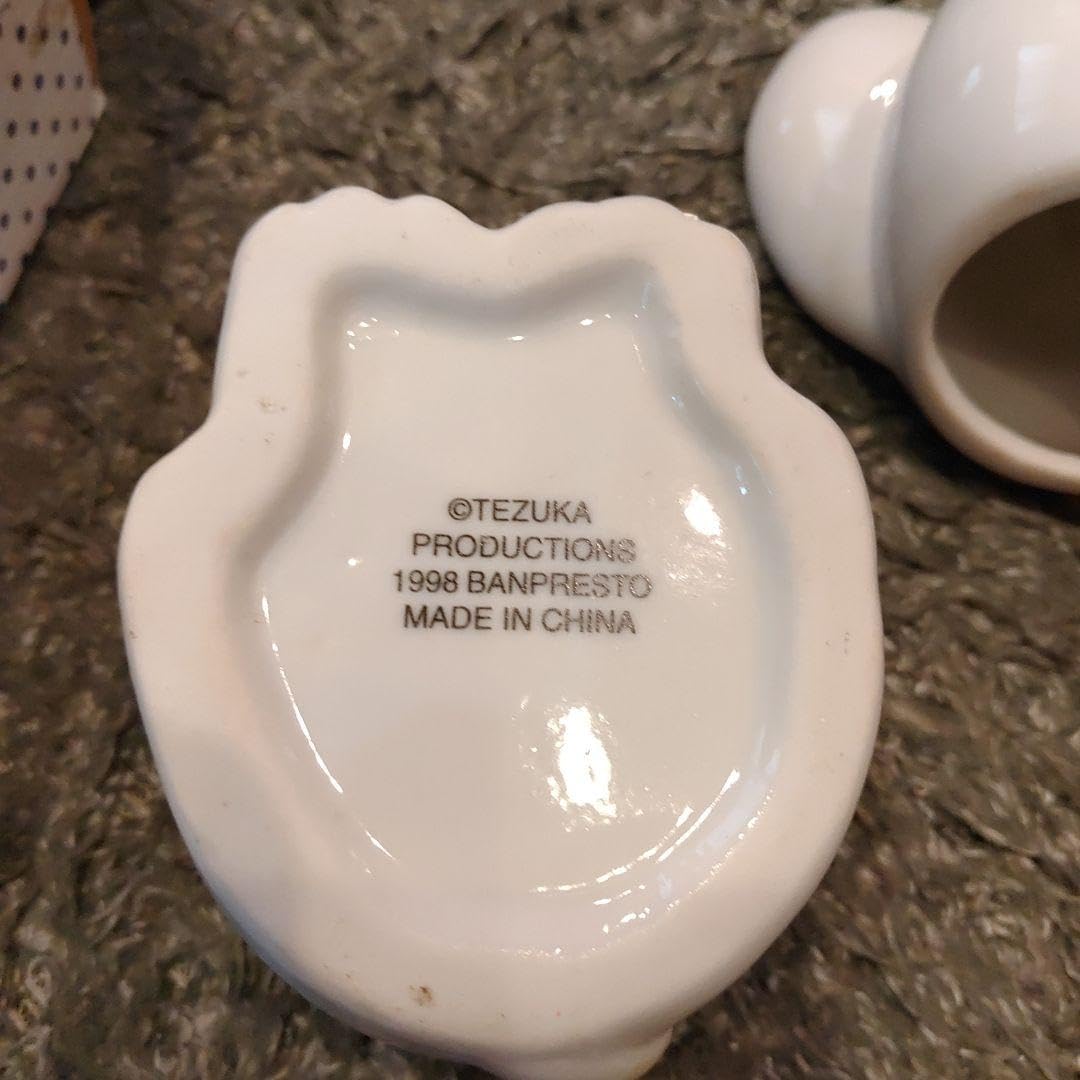 ©TEZUKA
PRODUCTIONS
1998 BANPRESTO
MADE IN CHINA